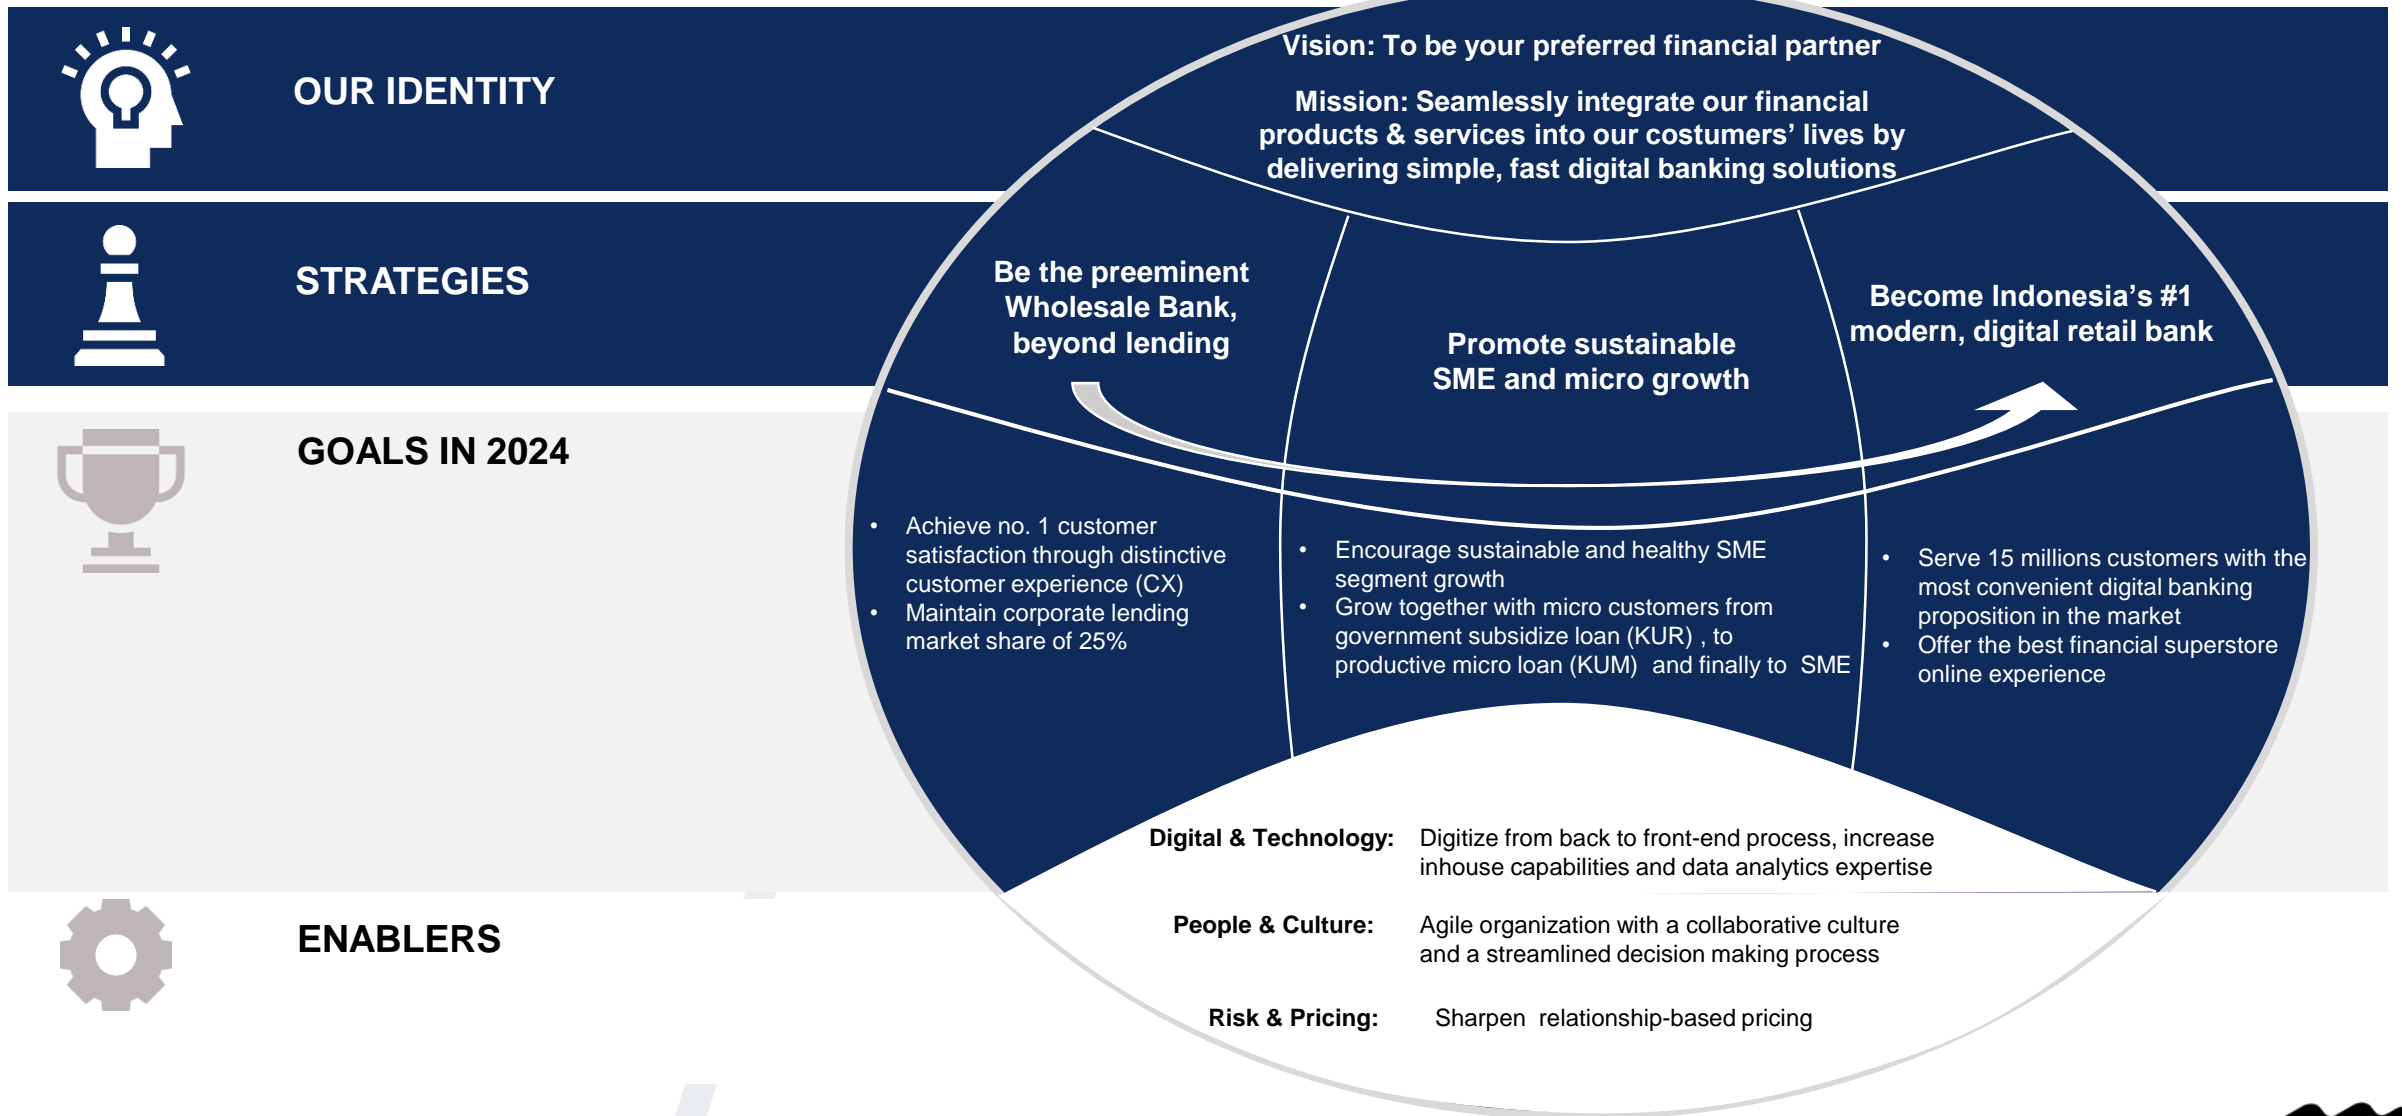 OUR IDENTITY
Vision: To be your preferred financial partner
Mission: Seamlessly integrate our financial
products & services into our costumers’ lives by
delivering simple, fast digital banking solutions
STRATEGIES
Be the preeminent
Wholesale Bank,
beyond lending
Promote sustainable
SME and micro growth
Become Indonesia’s #1
modern, digital retail bank
GOALS IN 2024
• Achieve no. 1 customer
satisfaction through distinctive
customer experience (CX)
• Maintain corporate lending
market share of 25%
• Encourage sustainable and healthy SME
segment growth
• Grow together with micro customers from
government subsidize loan (KUR) , to
productive micro loan (KUM) and finally to SME
• Serve 15 millions customers with the
most convenient digital banking
proposition in the market
• Offer the best financial superstore
online experience
ENABLERS
Digital & Technology: Digitize from back to front-end process, increase
inhouse capabilities and data analytics expertise
People & Culture: Agile organization with a collaborative culture
and a streamlined decision making process
Risk & Pricing: Sharpen relationship-based pricing